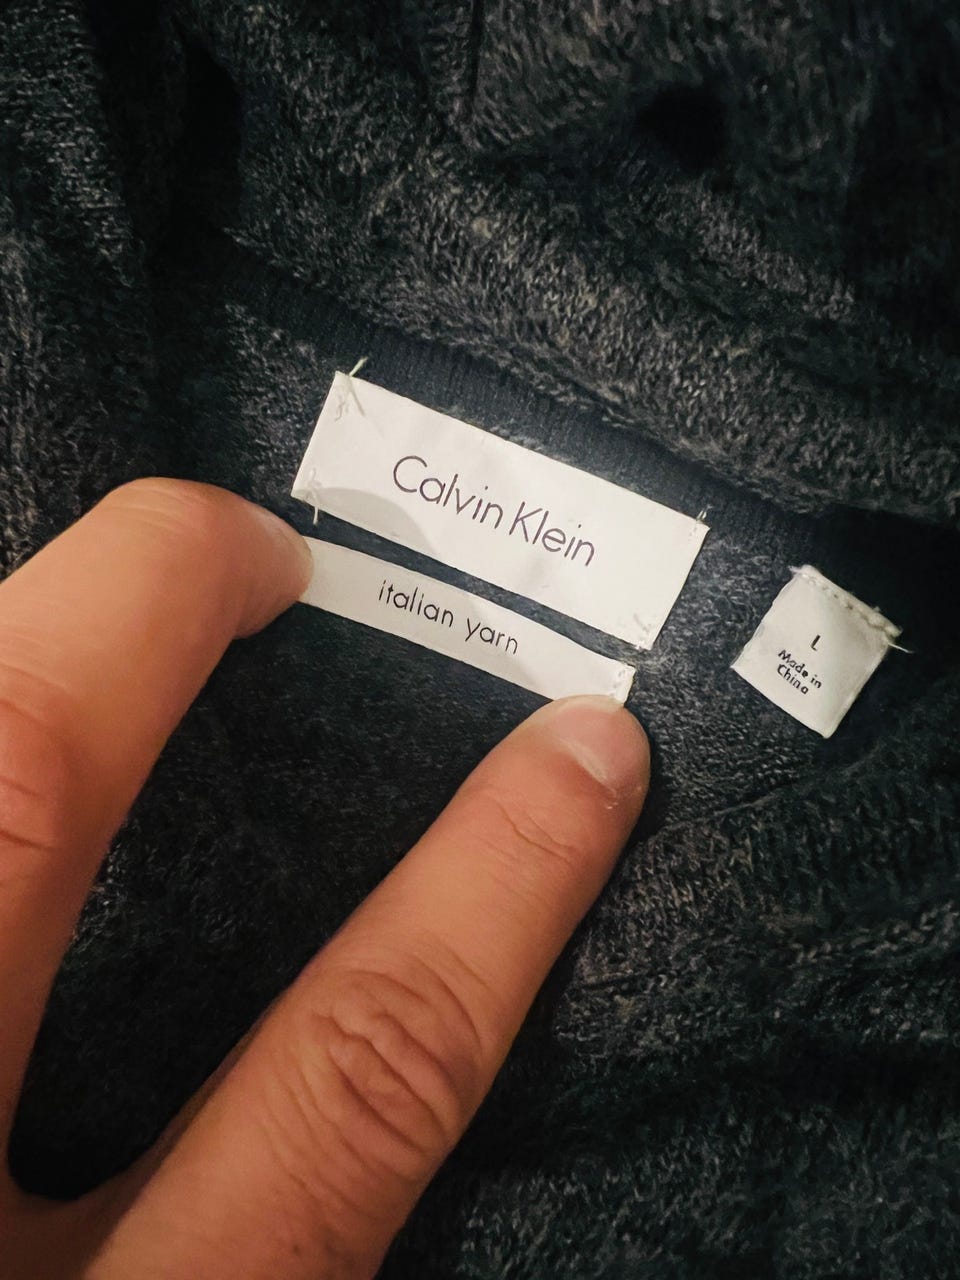 Calvin Klein
italian yarn
L
Made in
China